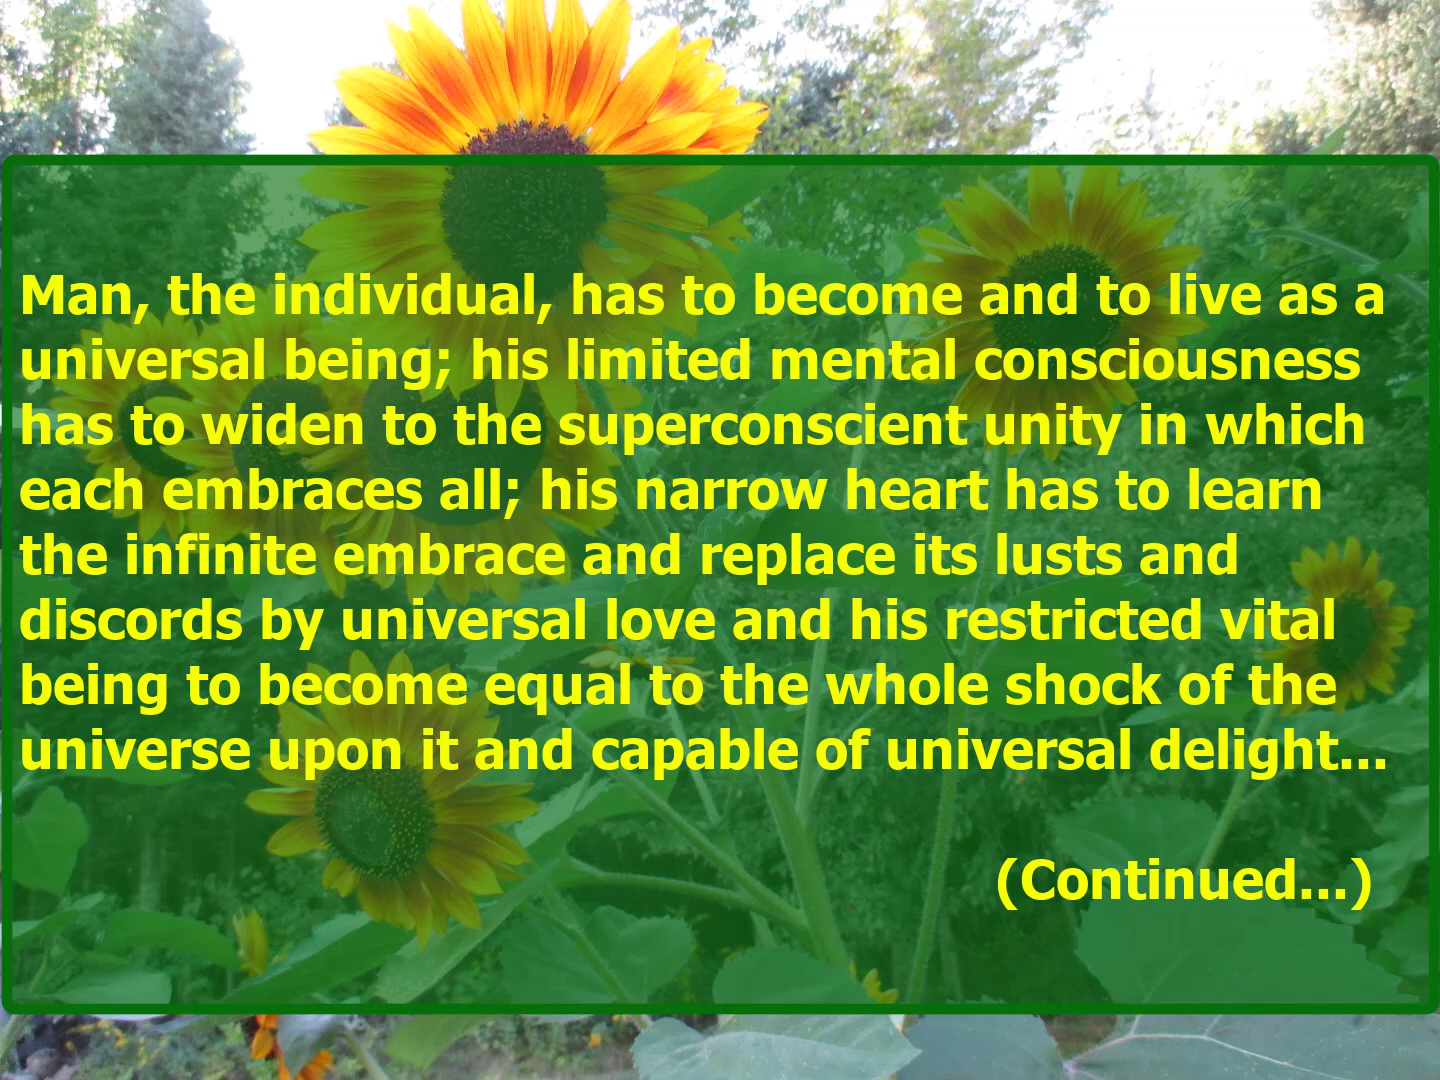 Man, the individual, has to become and to live as a
universal being; his limited mental consciousness
has to widen to the superconscient unity in which
each embraces all; his narrow heart has to learn
the infinite embrace and replace its lusts and
discords by universal love and his restricted vital
being to become equal to the whole shock of the
universe upon it and capable of universal delight...
(Continued...)